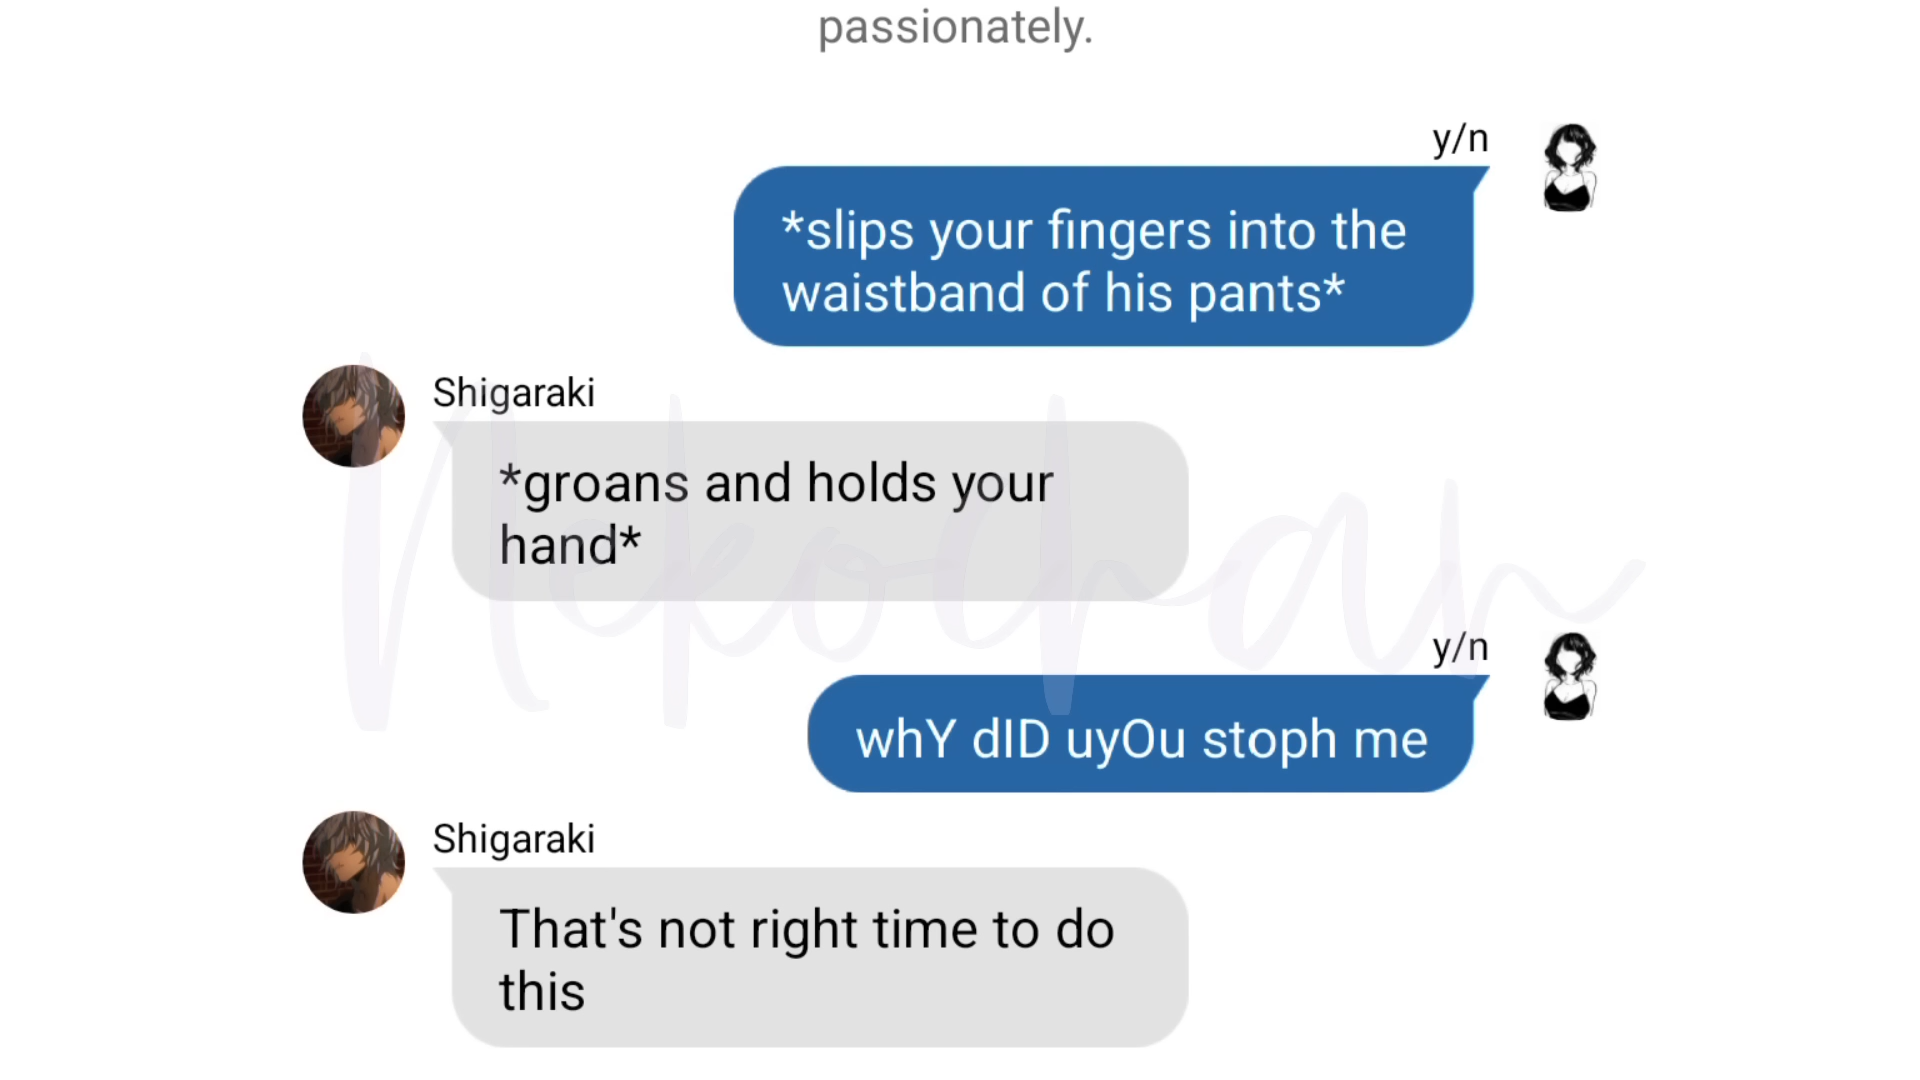 passionately.
y/n
*slips your fingers into the
waistband of his pants*
Shigaraki
*groans and holds your
hand*
Nekochan
y/n
whY dID uyOu stoph me
Shigaraki
That's not right time to do
this